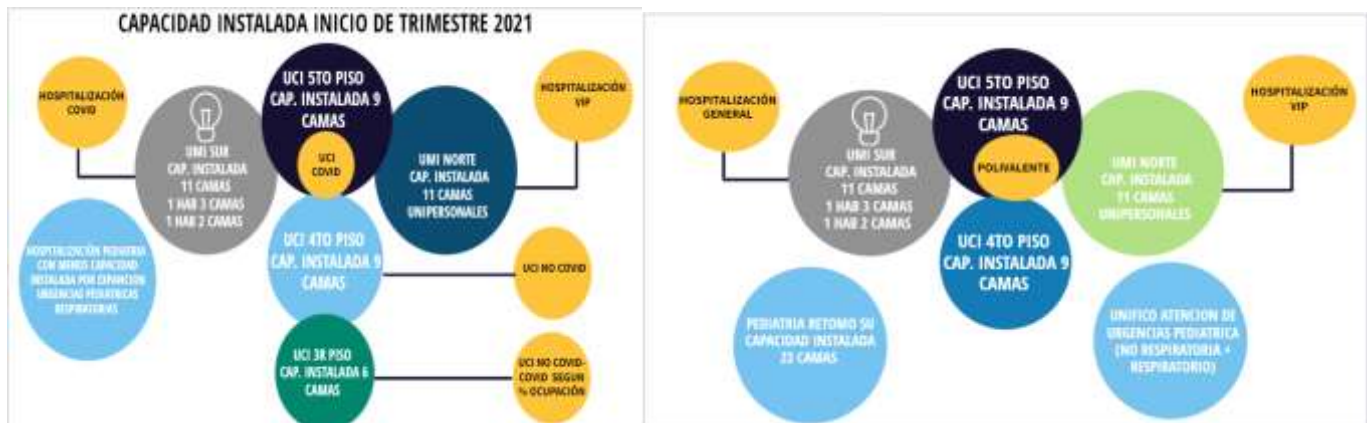 CAPACIDAD INSTALADA INICIO DE TRIMESTRE 2021
HOSPITALIZACIÓN
COVID
UMI SUR
CAP. INSTALADA
11 CAMAS
1 HAB 3 CAMAS
1 HAB 2 CAMAS
UCI 5TO PISO
CAP. INSTALADA 9
CAMAS
UCI
COVID
UMI NORTE
CAP. INSTALADA
11 CAMAS
UNIPERSONALES
HOSPITALIZACIÓN
VIP
HOSPITALIZACIÓN PEDIATRIA
CON MENOS CAPACIDAD
INSTALADA POR EXPANCIÓN
URGENCIAS PEDIATRICAS
RESPIRATORIAS
UCI 4TO PISO
CAP. INSTALADA 9
CAMAS
UCI NO COVID
UCI 3R PISO
CAP. INSTALADA 6
CAMAS
UCI NO COVID-
COVID SEGUN
% OCUPACIÓN
HOSPITALIZACIÓN
GENERAL
UMI SUR
CAP. INSTALADA
11 CAMAS
1 HAB 3 CAMAS
1 HAB 2 CAMAS
UCI 5TO PISO
CAP. INSTALADA 9
CAMAS
POLIVALENTE
UMI NORTE
CAP. INSTALADA
11 CAMAS
UNIPERSONALES
HOSPITALIZACIÓN
VIP
UCI 4TO PISO
CAP. INSTALADA 9
CAMAS
PEDIATRIA RETOMO SU
CAPACIDAD INSTALADA
23 CAMAS
UNIFICO ATENCION DE
URGENCIAS PEDIATRICA
(NO RESPIRATORIA +
RESPIRATORIO)